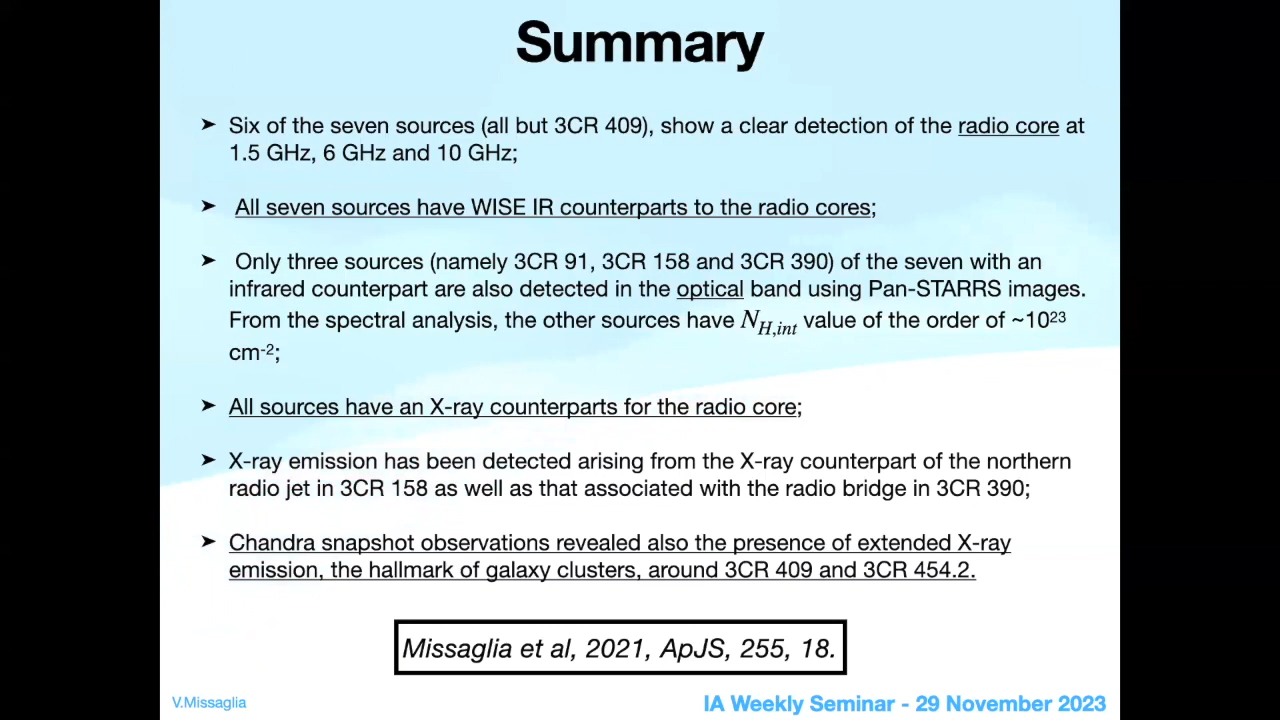 Summary
➤ Six of the seven sources (all but 3CR 409), show a clear detection of the radio core at
1.5 GHz, 6 GHz and 10 GHz;
➤ All seven sources have WISE IR counterparts to the radio cores;
➤ Only three sources (namely 3CR 91, 3CR 158 and 3CR 390) of the seven with an
infrared counterpart are also detected in the optical band using Pan-STARRS images.
From the spectral analysis, the other sources have N_{H,int} value of the order of ~10²³
cm⁻²;
➤ All sources have an X-ray counterparts for the radio core;
➤ X-ray emission has been detected arising from the X-ray counterpart of the northern
radio jet in 3CR 158 as well as that associated with the radio bridge in 3CR 390;
➤ Chandra snapshot observations revealed also the presence of extended X-ray
emission, the hallmark of galaxy clusters, around 3CR 409 and 3CR 454.2.
Missaglia et al, 2021, ApJS, 255, 18.
V.Missaglia
IA Weekly Seminar - 29 November 2023